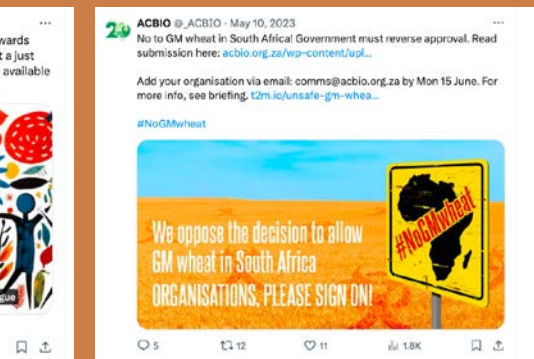 wards
t a just
available
gue
20
ACBIO @_ACBIO · May 10, 2023
No to GM wheat in South Africa! Government must reverse approval. Read
submission here: acbio.org.za/wp-content/upl...
Add your organisation via email: comms@acbio.org.za by Mon 15 June. For
more info, see briefing. t2m.io/unsafe-gm-whea...
#NoGMwheat
We oppose the decision to allow
GM wheat in South Africa
ORGANISATIONS, PLEASE SIGN ON!
#NoGMwheat
5 12 11 1.8K